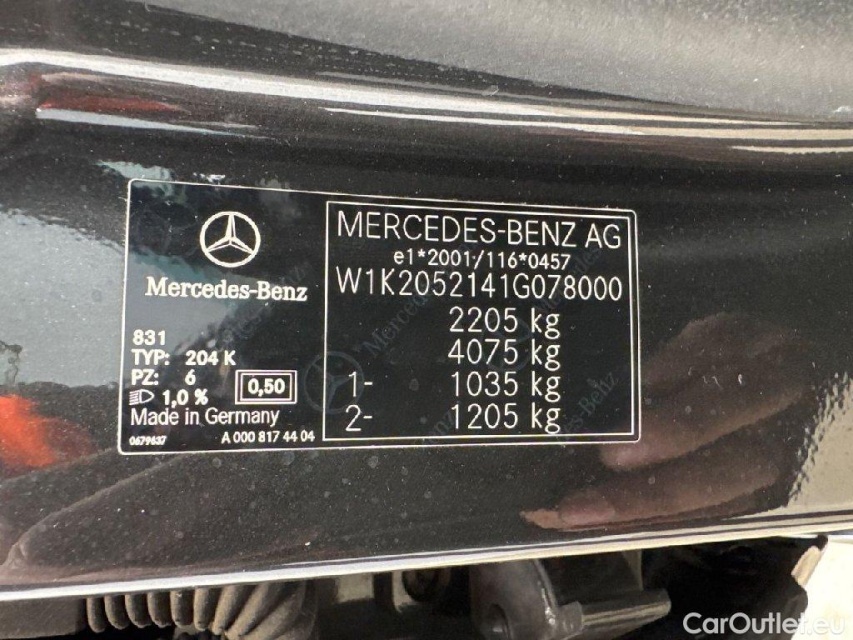 Mercedes-Benz
831
TYP: 204 K
PZ: 6
1,0 %
0,50
Made in Germany
0679637
A 000 817 44 04
MERCEDES-BENZ AG
e1*2001/116*0457
W1K2052141G078000
2205 kg
4075 kg
1- 1035 kg
2- 1205 kg
CarOutlet.eu